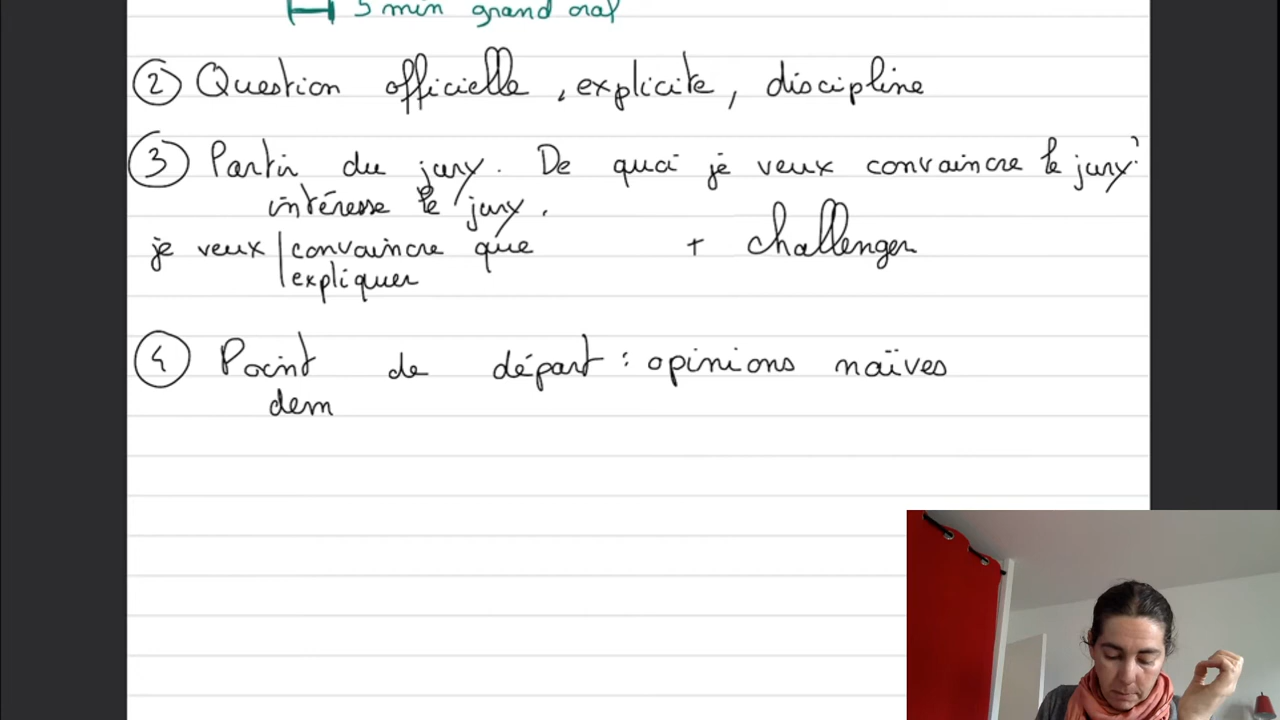 5 min grand oral
② Question officielle, explicite, discipline
③ Partir du jury. De quoi je veux convaincre le jury?
intéresse le jury.
je veux | convaincre que + challenger
expliquer
④ Point de départ : opinions naïves
dem